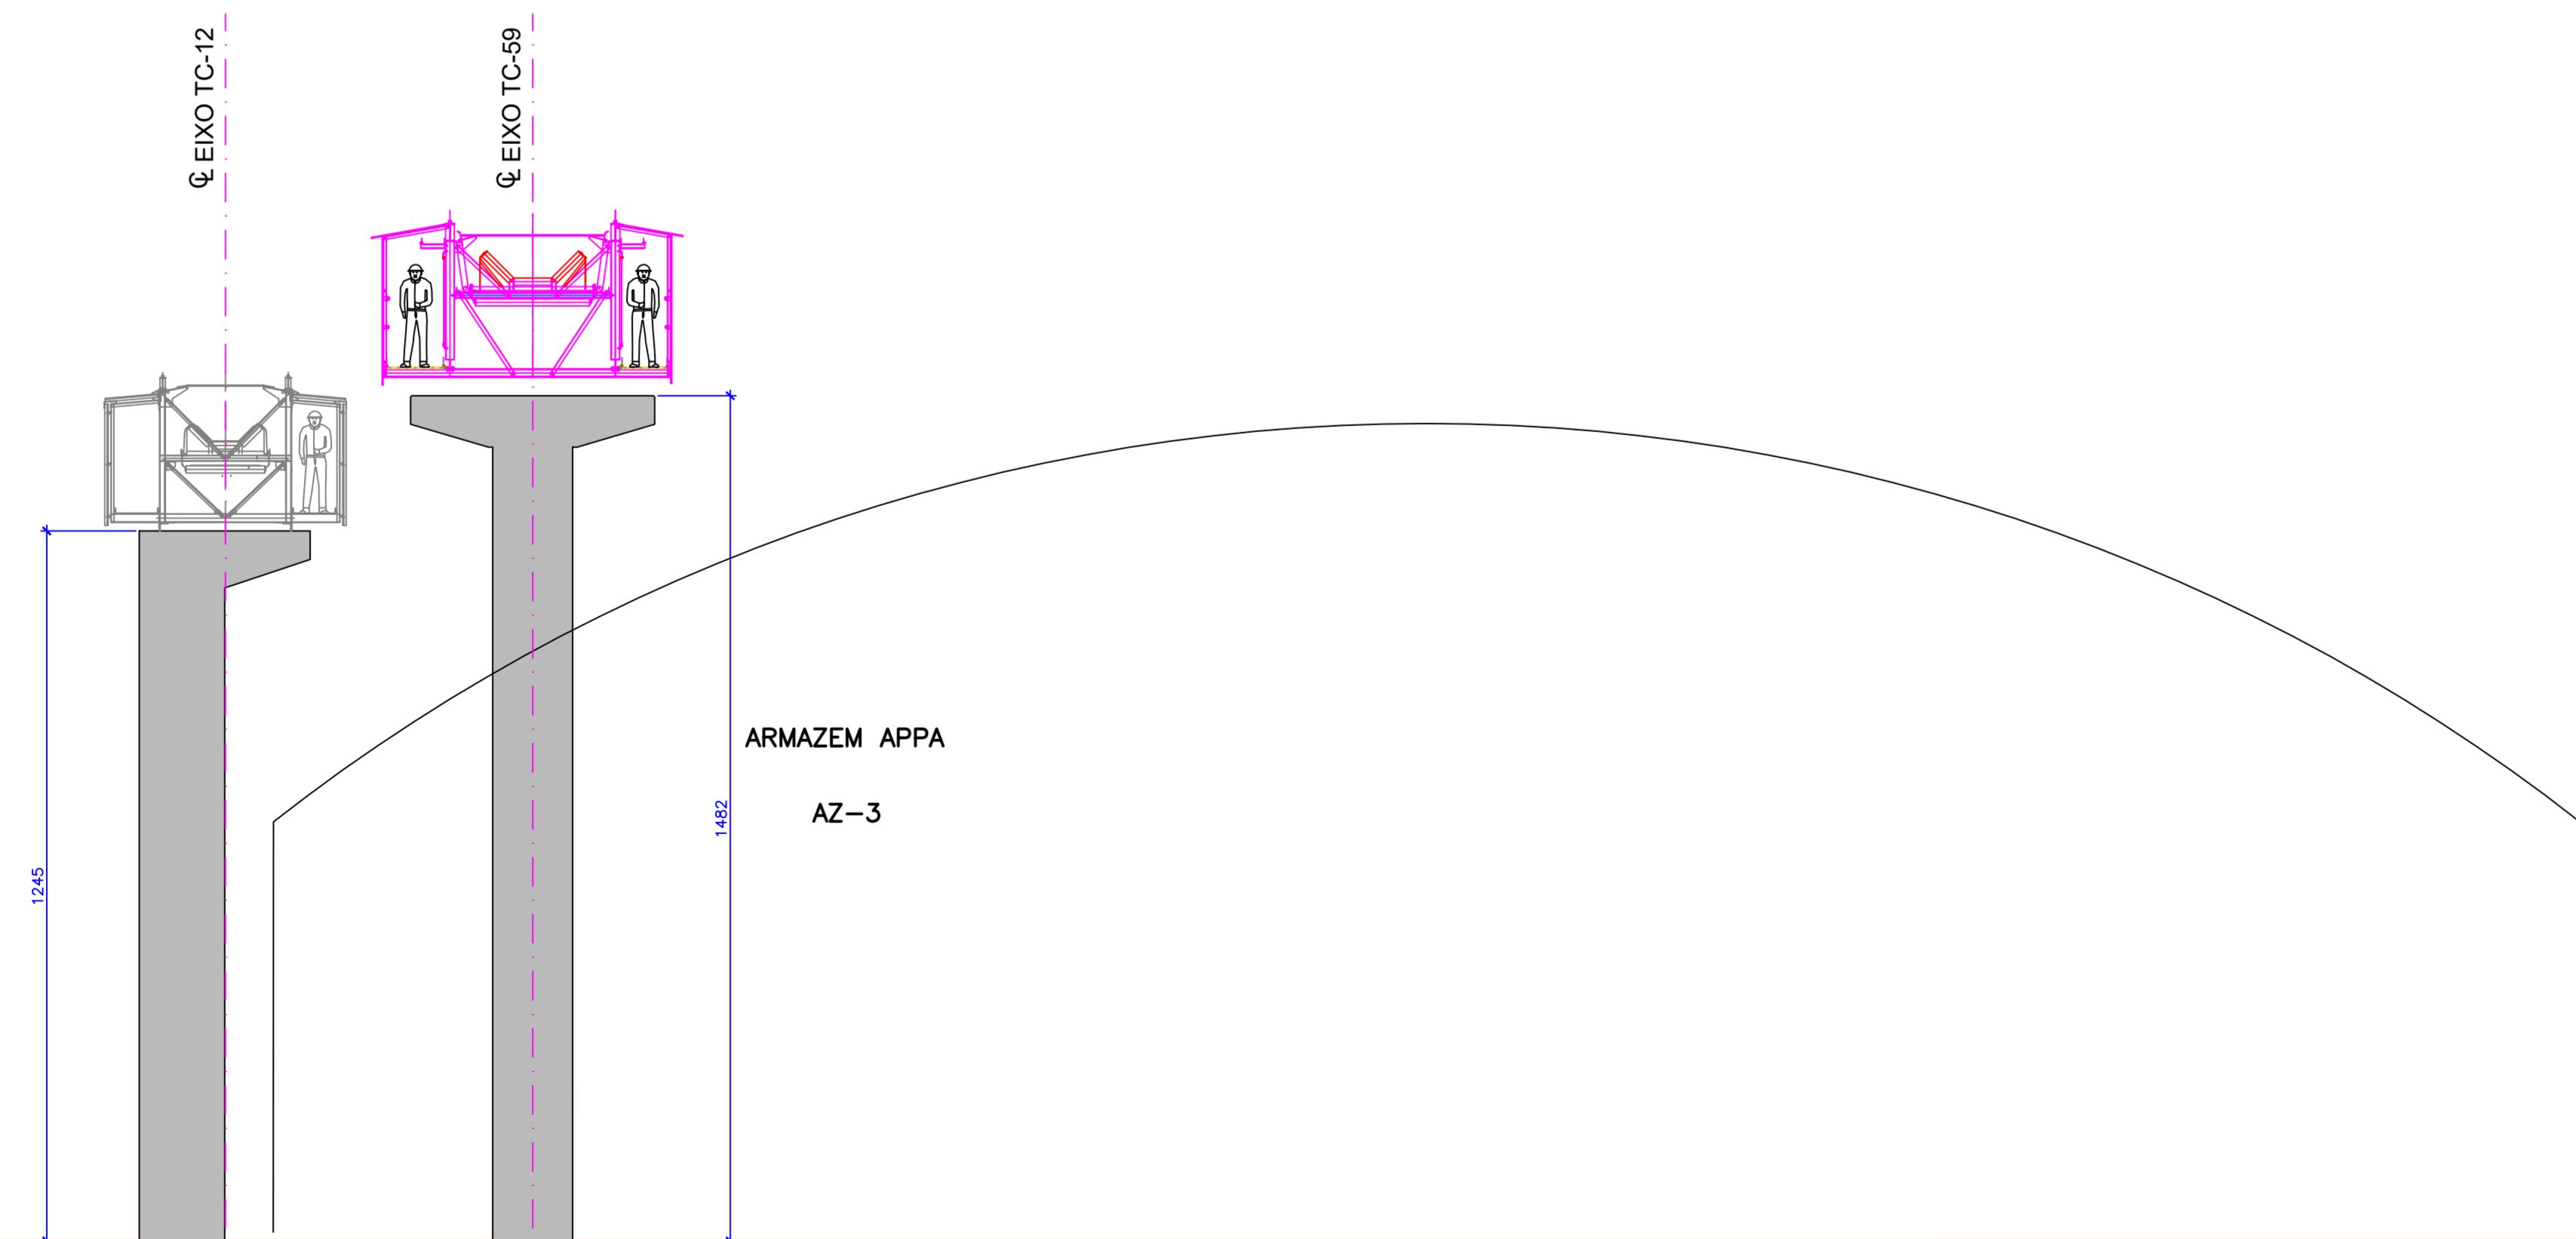 ℄ EIXO TC-12
℄ EIXO TC-59
ARMAZEM APPA
AZ-3
1482
1245